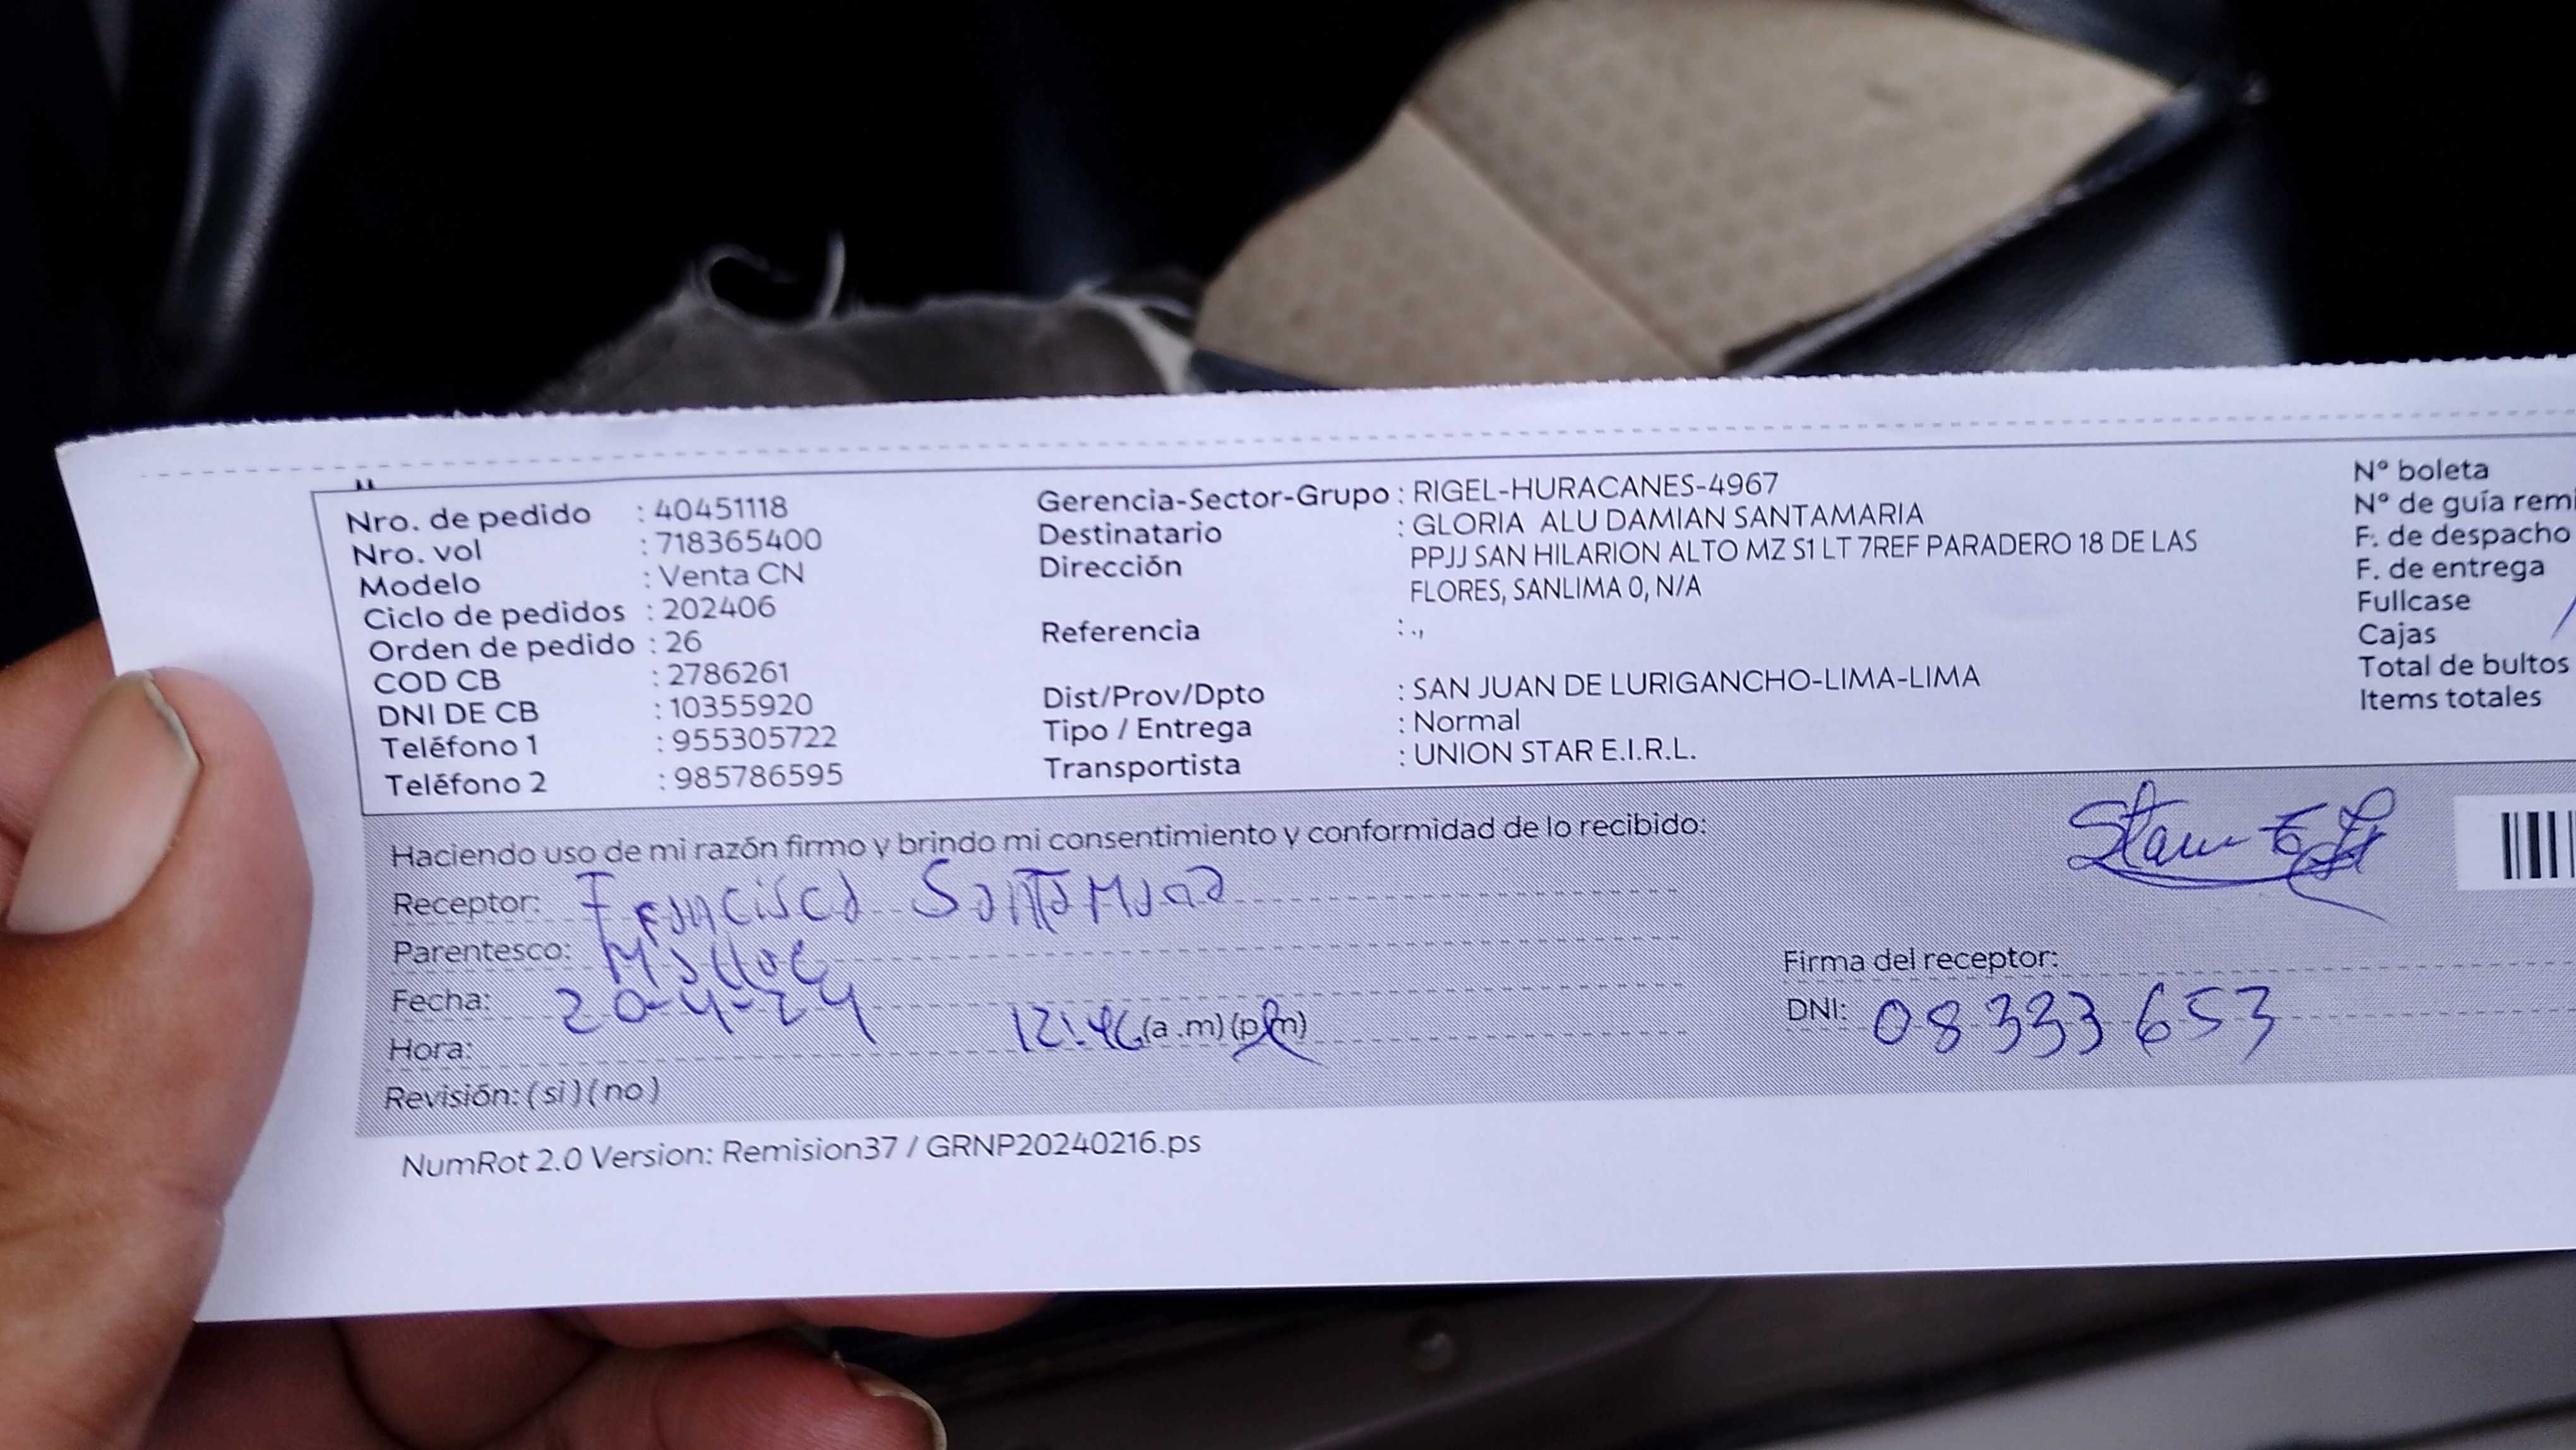 Nro. de pedido : 40451118
Nro. vol : 718365400
Modelo : Venta CN
Ciclo de pedidos : 202406
Orden de pedido : 26
COD CB : 2786261
DNI DE CB : 10355920
Teléfono 1 : 955305722
Teléfono 2 : 985786595
Gerencia-Sector-Grupo : RIGEL-HURACANES-4967
Destinatario : GLORIA ALU DAMIAN SANTAMARIA
Dirección PPJJ SAN HILARION ALTO MZ S1 LT 7REF PARADERO 18 DE LAS
FLORES, SANLIMA 0, N/A
Referencia : .,
Dist/Prov/Dpto : SAN JUAN DE LURIGANCHO-LIMA-LIMA
Tipo / Entrega : Normal
Transportista : UNION STAR E.I.R.L.
N° boleta
N° de guía remi
F. de despacho
F. de entrega
Fullcase
Cajas
Total de bultos
Items totales
Haciendo uso de mi razón firmo y brindo mi consentimiento y conformidad de lo recibido:
Receptor: Francisco
Parentesco:
Fecha: 20-4-24
Hora: 12:46 (a .m) (p.m)
Revisión: ( si ) ( no )
Firma del receptor:
DNI: 08333653
NumRot 2.0 Version: Remision37 / GRNP20240216.ps